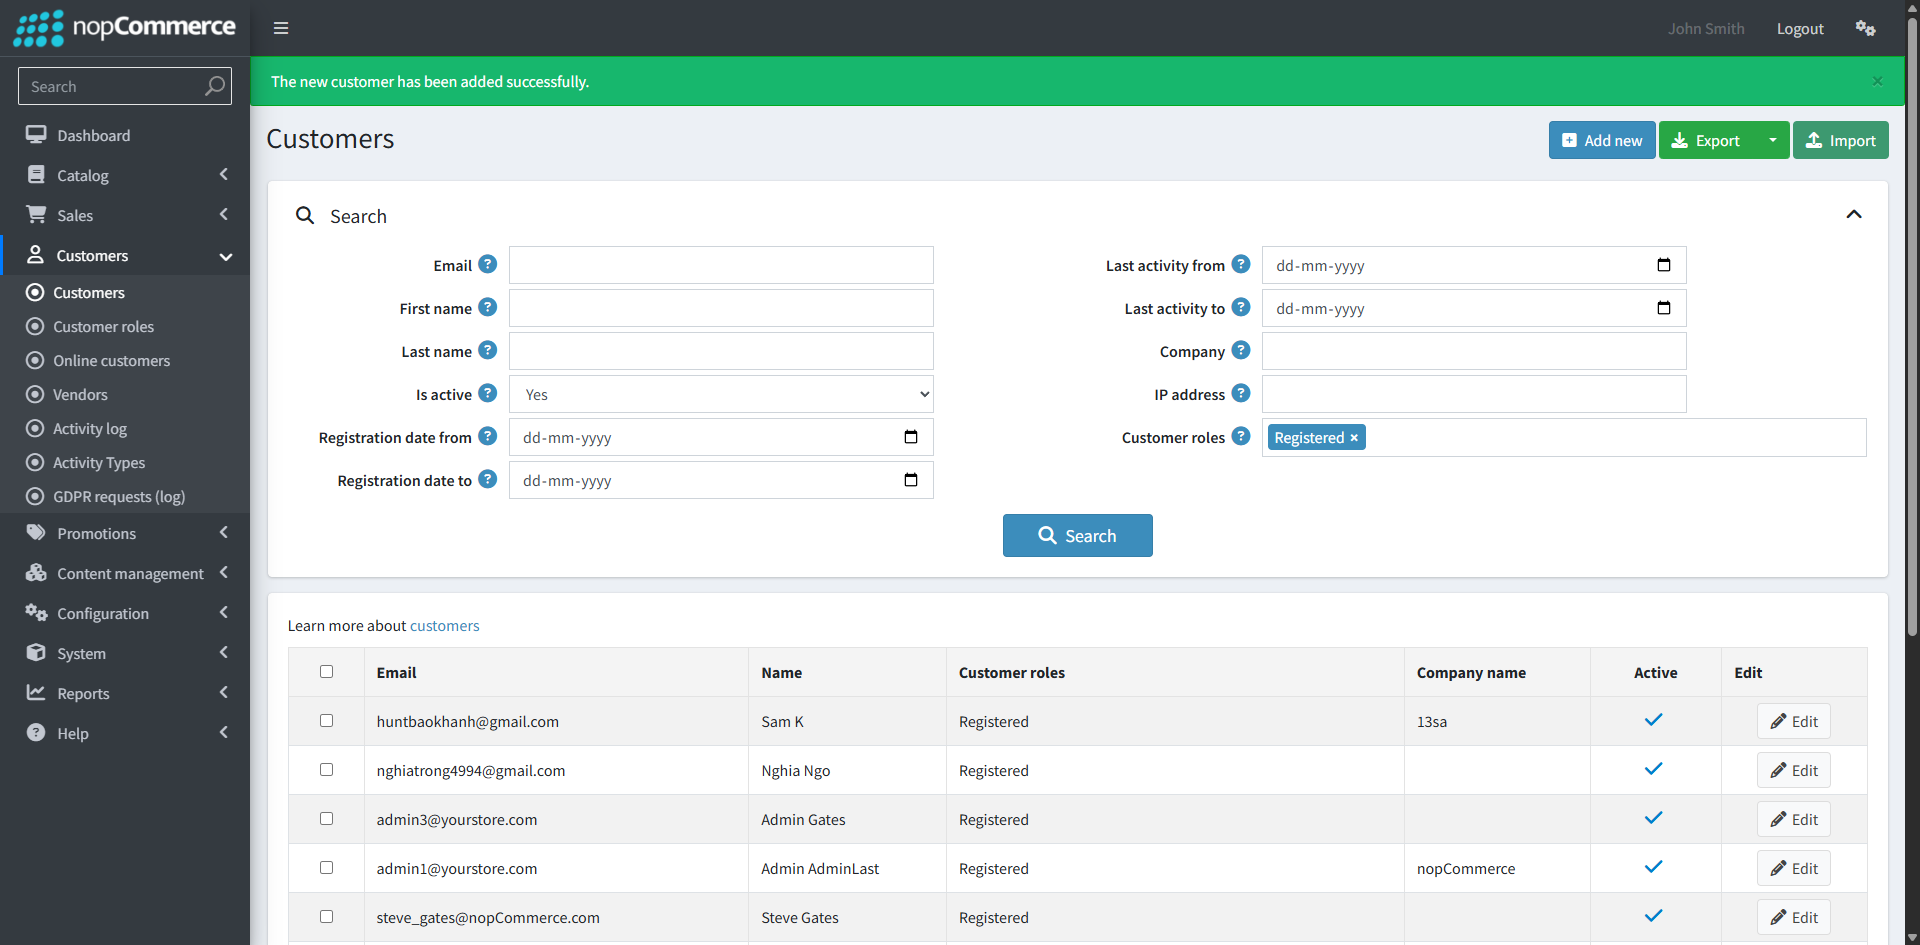 nopCommerce
John Smith
Logout
The new customer has been added successfully.
×
Search
Dashboard
Catalog
Sales
Customers
Customers
Customer roles
Online customers
Vendors
Activity log
Activity Types
GDPR requests (log)
Promotions
Content management
Configuration
System
Reports
Help
Customers
Add new
Export
Import
Search
Email ?
First name ?
Last name ?
Is active ? Yes
Registration date from ? dd-mm-yyyy
Registration date to ? dd-mm-yyyy
Last activity from ? dd-mm-yyyy
Last activity to ? dd-mm-yyyy
Company ?
IP address ?
Customer roles ? Registered ×
Search
Learn more about customers
Email Name Customer roles Company name Active Edit
huntbaokhanh@gmail.com Sam K Registered 13sa Edit
nghiatrong4994@gmail.com Nghia Ngo Registered Edit
admin3@yourstore.com Admin Gates Registered Edit
admin1@yourstore.com Admin AdminLast Registered nopCommerce Edit
steve_gates@nopCommerce.com Steve Gates Registered Edit